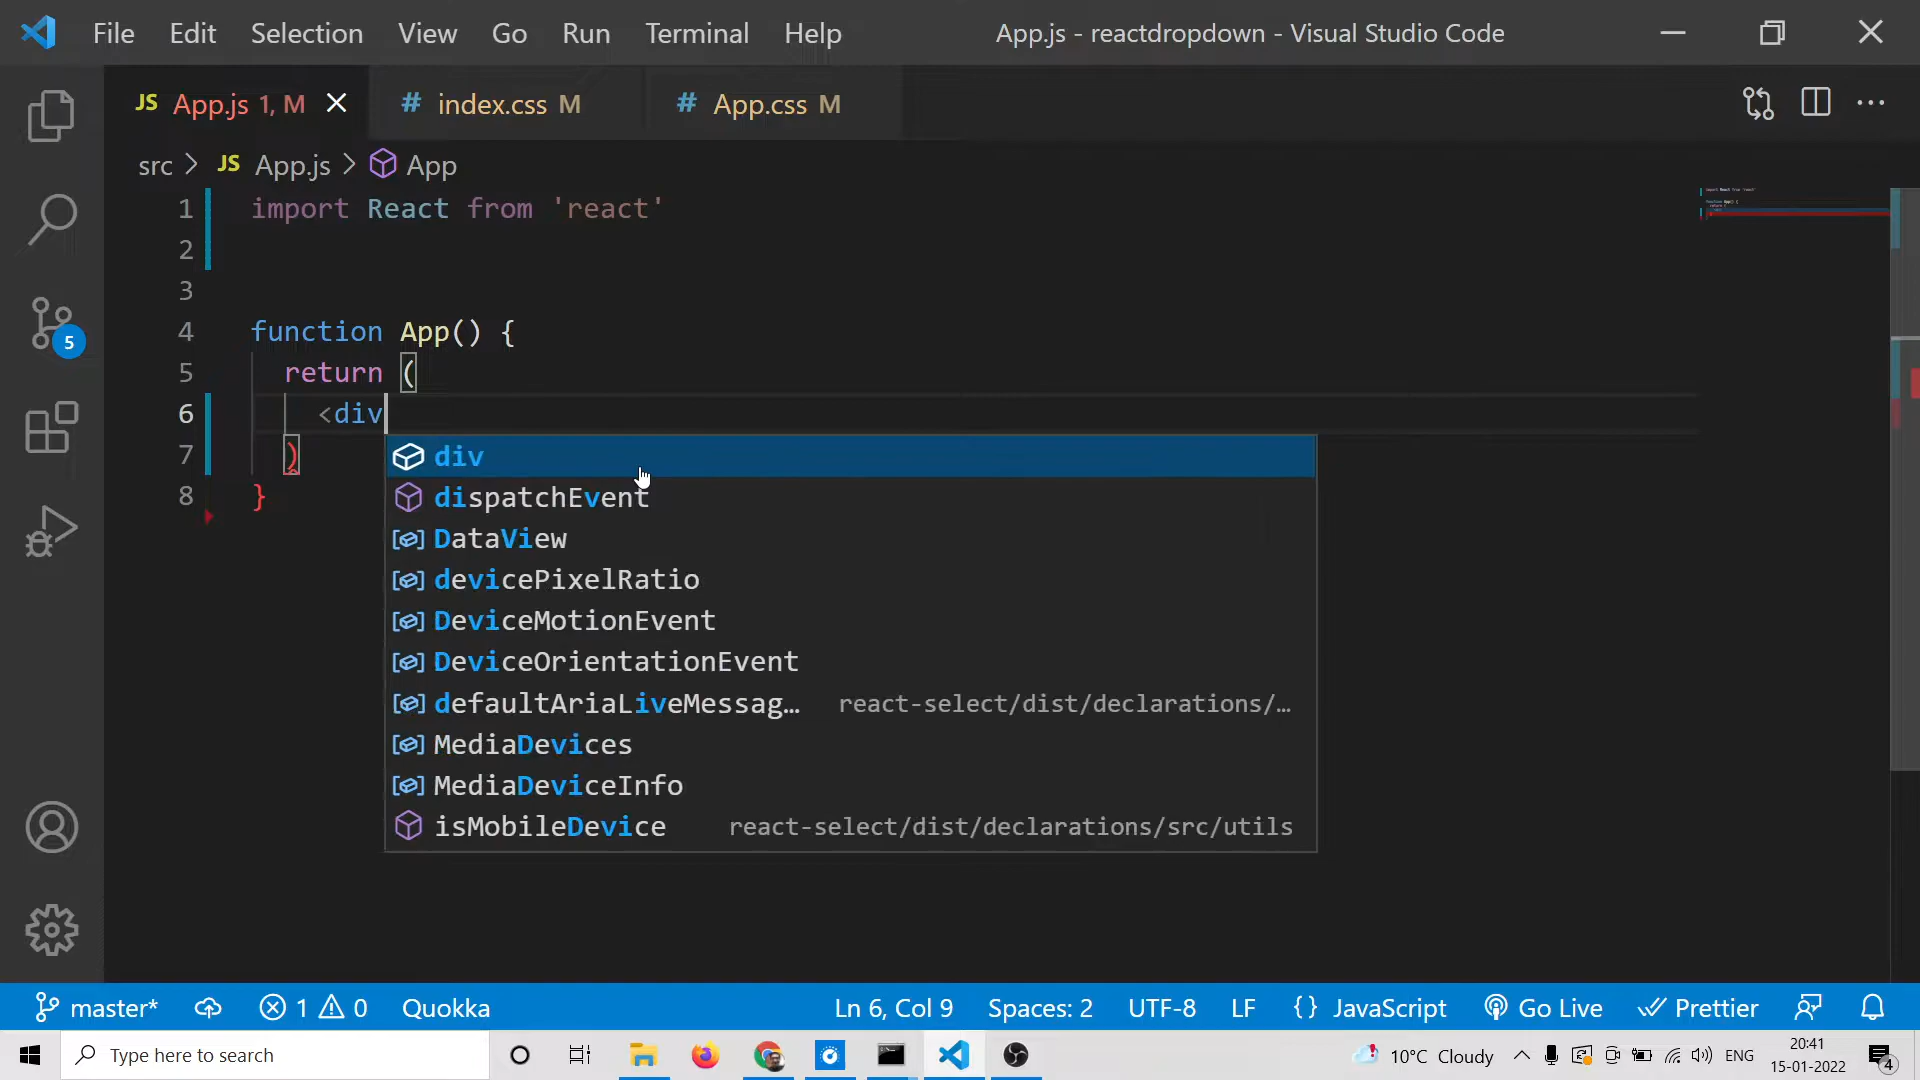 File Edit Selection View Go Run Terminal Help App.js - reactdropdown - Visual Studio Code
JS App.js 1, M # index.css M # App.css M
src > JS App.js > App
1 import React from 'react'
2
3
4 function App() {
5 return (
6 <div
7 )
8 }
div
dispatchEvent
DataView
devicePixelRatio
DeviceMotionEvent
DeviceOrientationEvent
defaultAriaLiveMessag… react-select/dist/declarations/…
MediaDevices
MediaDeviceInfo
isMobileDevice react-select/dist/declarations/src/utils
5
master* 1 0 Quokka Ln 6, Col 9 Spaces: 2 UTF-8 LF {} JavaScript Go Live Prettier
Type here to search 10°C Cloudy ENG 20:41
15-01-2022 4